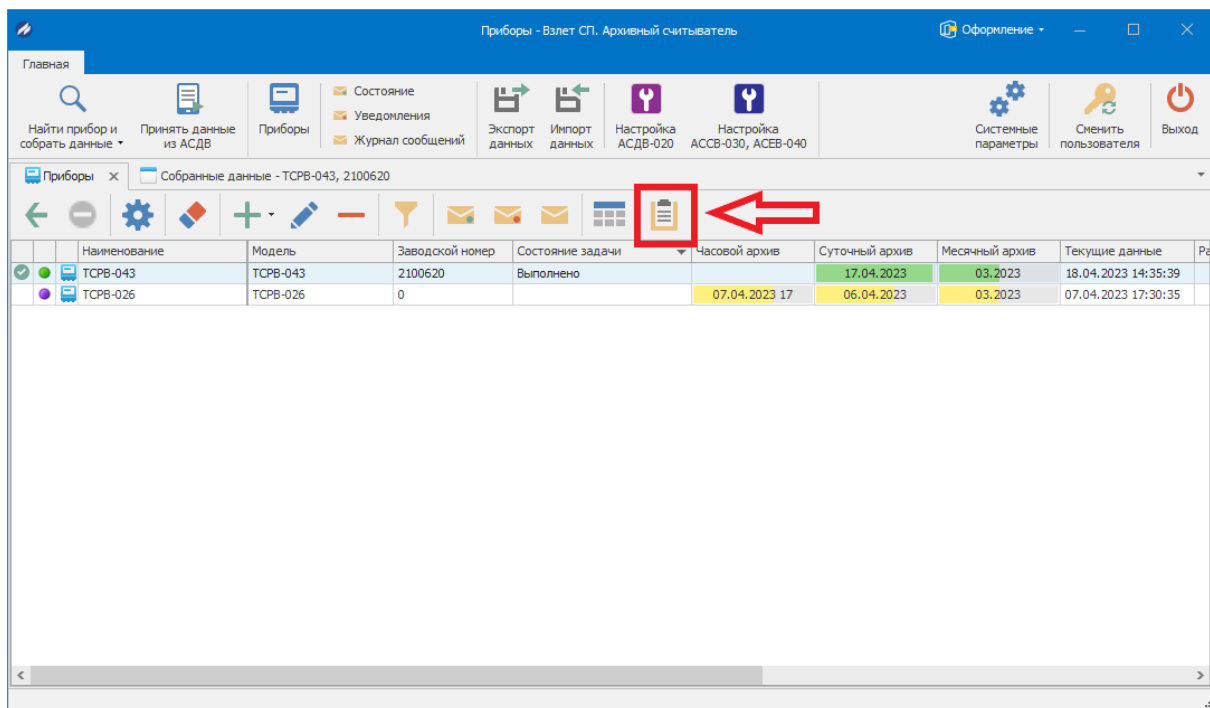 Приборы - Взлет СП. Архивный считыватель
Оформление
Главная
Найти прибор и
собрать данные
Принять данные
из АСДВ
Приборы
Состояние
Уведомления
Журнал сообщений
Экспорт
данных
Импорт
данных
Настройка
АСДВ-020
Настройка
АССВ-030, АСЕВ-040
Системные
параметры
Сменить
пользователя
Выход
Приборы
Собранные данные - ТСРВ-043, 2100620
Наименование Модель Заводской номер Состояние задачи Часовой архив Суточный архив Месячный архив Текущие данные Ра
ТСРВ-043 ТСРВ-043 2100620 Выполнено 17.04.2023 03.2023 18.04.2023 14:35:39
ТСРВ-026 ТСРВ-026 0 07.04.2023 17 06.04.2023 03.2023 07.04.2023 17:30:35